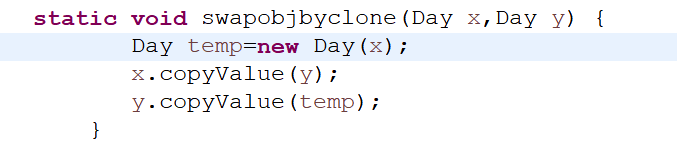 static void swapobjbyclone(Day x,Day y) {
Day temp=new Day(x);
x.copyValue(y);
y.copyValue(temp);
}